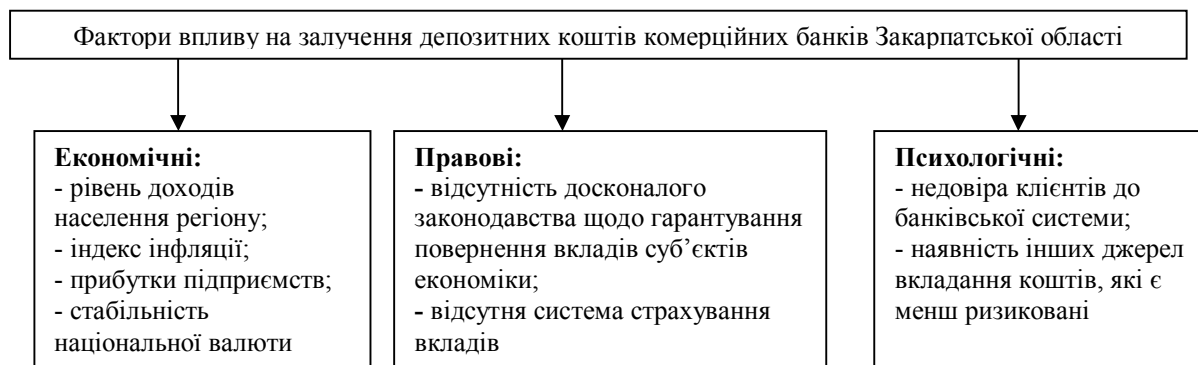 Фактори впливу на залучення депозитних коштів комерційних банків Закарпатської області
Економічні:
- рівень доходів
населення регіону;
- індекс інфляції;
- прибутки підприємств;
- стабільність
національної валюти
Правові:
- відсутність досконалого
законодавства щодо гарантування
повернення вкладів суб’єктів
економіки;
- відсутня система страхування
вкладів
Психологічні:
- недовіра клієнтів до
банківської системи;
- наявність інших джерел
вкладання коштів, які є
менш ризиковані